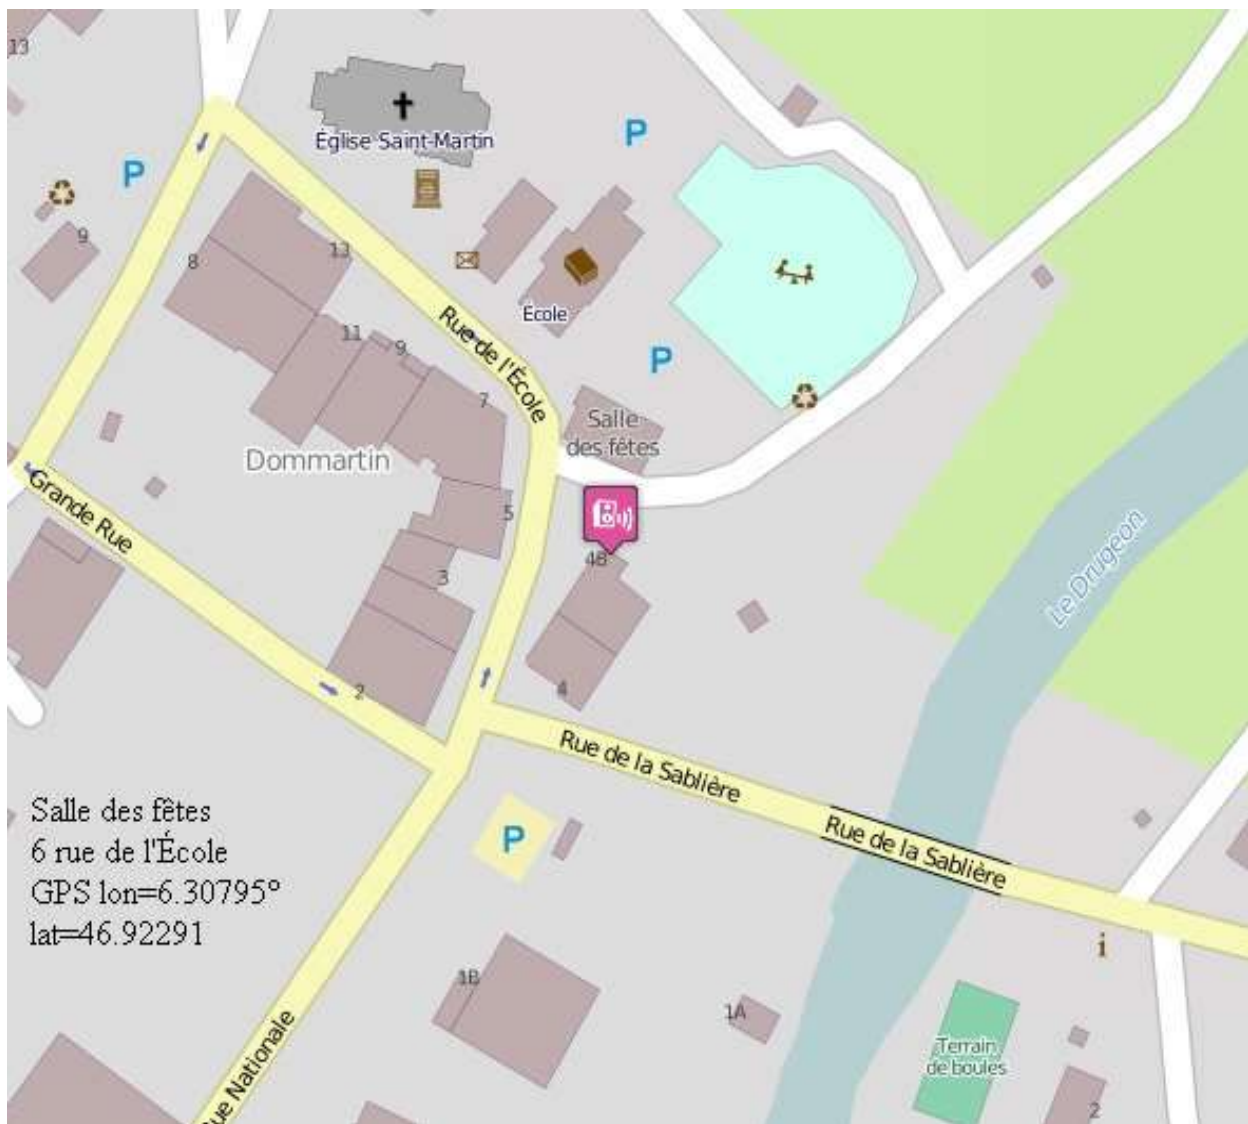 13
P
Église Saint-Martin
P
9
8
13
École
Rue de l'École
11
9
P
7
Salle
des fêtes
Dommartin
Grande Rue
5
4B
3
Le Drugeon
2
4
Rue de la Sablière
Salle des fêtes
6 rue de l'École
GPS lon=6.30795°
lat=46.92291
P
Rue de la Sablière
i
1B
1A
Rue Nationale
Terrain
de boules
2